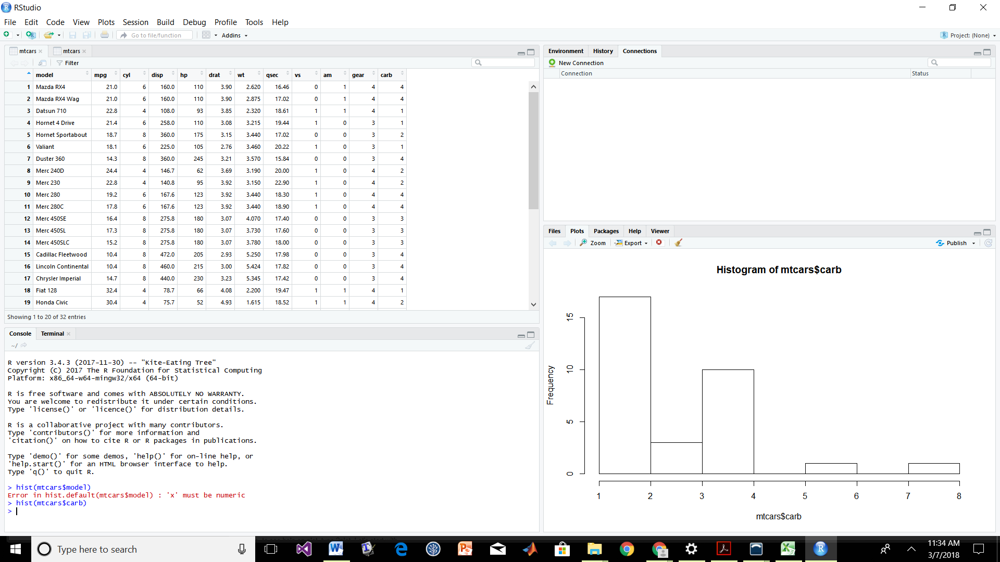 RStudio
File Edit Code View Plots Session Build Debug Profile Tools Help
Go to file/function Addins Project: (None)
mtcars mtcars
Filter
model mpg cyl disp hp drat wt qsec vs am gear carb
1 Mazda RX4 21.0 6 160.0 110 3.90 2.620 16.46 0 1 4 4
2 Mazda RX4 Wag 21.0 6 160.0 110 3.90 2.875 17.02 0 1 4 4
3 Datsun 710 22.8 4 108.0 93 3.85 2.320 18.61 1 1 4 1
4 Hornet 4 Drive 21.4 6 258.0 110 3.08 3.215 19.44 1 0 3 1
5 Hornet Sportabout 18.7 8 360.0 175 3.15 3.440 17.02 0 0 3 2
6 Valiant 18.1 6 225.0 105 2.76 3.460 20.22 1 0 3 1
7 Duster 360 14.3 8 360.0 245 3.21 3.570 15.84 0 0 3 4
8 Merc 240D 24.4 4 146.7 62 3.69 3.190 20.00 1 0 4 2
9 Merc 230 22.8 4 140.8 95 3.92 3.150 22.90 1 0 4 2
10 Merc 280 19.2 6 167.6 123 3.92 3.440 18.30 1 0 4 4
11 Merc 280C 17.8 6 167.6 123 3.92 3.440 18.90 1 0 4 4
12 Merc 450SE 16.4 8 275.8 180 3.07 4.070 17.40 0 0 3 3
13 Merc 450SL 17.3 8 275.8 180 3.07 3.730 17.60 0 0 3 3
14 Merc 450SLC 15.2 8 275.8 180 3.07 3.780 18.00 0 0 3 3
15 Cadillac Fleetwood 10.4 8 472.0 205 2.93 5.250 17.98 0 0 3 4
16 Lincoln Continental 10.4 8 460.0 215 3.00 5.424 17.82 0 0 3 4
17 Chrysler Imperial 14.7 8 440.0 230 3.23 5.345 17.42 0 0 3 4
18 Fiat 128 32.4 4 78.7 66 4.08 2.200 19.47 1 1 4 1
19 Honda Civic 30.4 4 75.7 52 4.93 1.615 18.52 1 1 4 2
Showing 1 to 20 of 32 entries
Console Terminal
~/
R version 3.4.3 (2017-11-30) -- "Kite-Eating Tree"
Copyright (C) 2017 The R Foundation for Statistical Computing
Platform: x86_64-w64-mingw32/x64 (64-bit)
R is free software and comes with ABSOLUTELY NO WARRANTY.
You are welcome to redistribute it under certain conditions.
Type 'license()' or 'licence()' for distribution details.
R is a collaborative project with many contributors.
Type 'contributors()' for more information and
'citation()' on how to cite R or R packages in publications.
Type 'demo()' for some demos, 'help()' for on-line help, or
'help.start()' for an HTML browser interface to help.
Type 'q()' to quit R.
> hist(mtcars$model)
Error in hist.default(mtcars$model) : 'x' must be numeric
> hist(mtcars$carb)
>
Environment History Connections
New Connection
Connection Status
Files Plots Packages Help Viewer
Zoom Export Publish
Histogram of mtcars$carb
Frequency
15
10
5
0
1 2 3 4 5 6 7 8
mtcars$carb
Type here to search
11:34 AM
3/7/2018